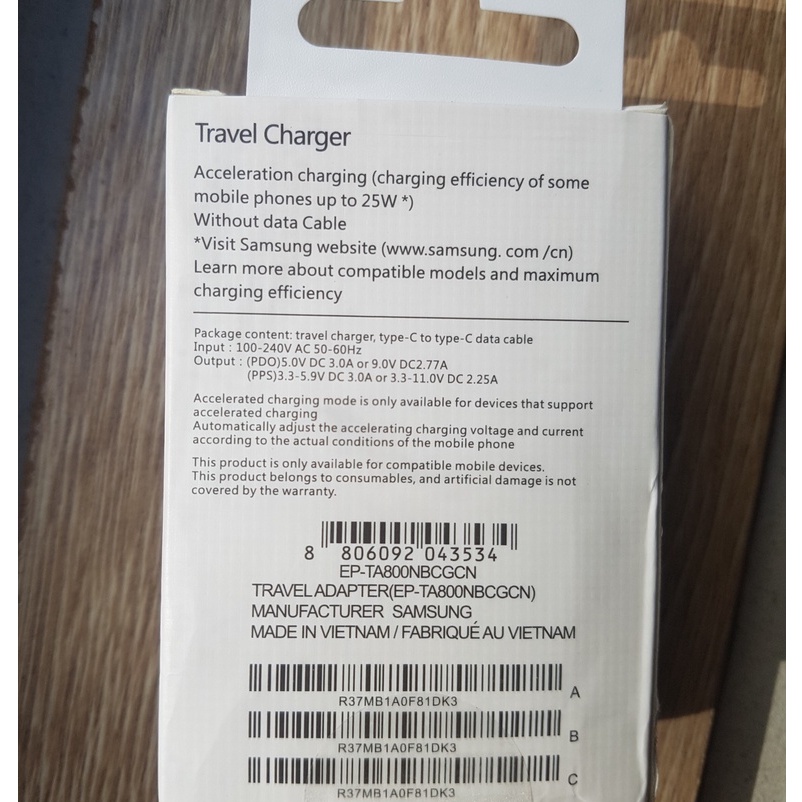 Travel Charger
Acceleration charging (charging efficiency of some
mobile phones up to 25W *)
Without data Cable
*Visit Samsung website (www.samsung. com /cn)
Learn more about compatible models and maximum
charging efficiency
Package content: travel charger, type-C to type-C data cable
Input : 100-240V AC 50-60Hz
Output : (PDO)5.0V DC 3.0A or 9.0V DC2.77A
(PPS)3.3-5.9V DC 3.0A or 3.3-11.0V DC 2.25A
Accelerated charging mode is only available for devices that support
accelerated charging
Automatically adjust the accelerating charging voltage and current
according to the actual conditions of the mobile phone
This product is only available for compatible mobile devices.
This product belongs to consumables, and artificial damage is not
covered by the warranty.
8 806092 043534
EP-TA800NBCGCN
TRAVEL ADAPTER(EP-TA800NBCGCN)
MANUFACTURER SAMSUNG
MADE IN VIETNAM / FABRIQUÉ AU VIETNAM
A
R37MB1A0F81DK3
B
R37MB1A0F81DK3
C
R37MB1A0F81DK3